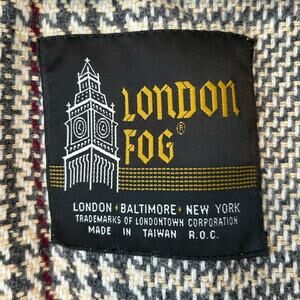 LONDON
FOG®
LONDON • BALTIMORE • NEW YORK
TRADEMARKS OF LONDONTOWN CORPORATION
MADE IN TAIWAN R.O.C.